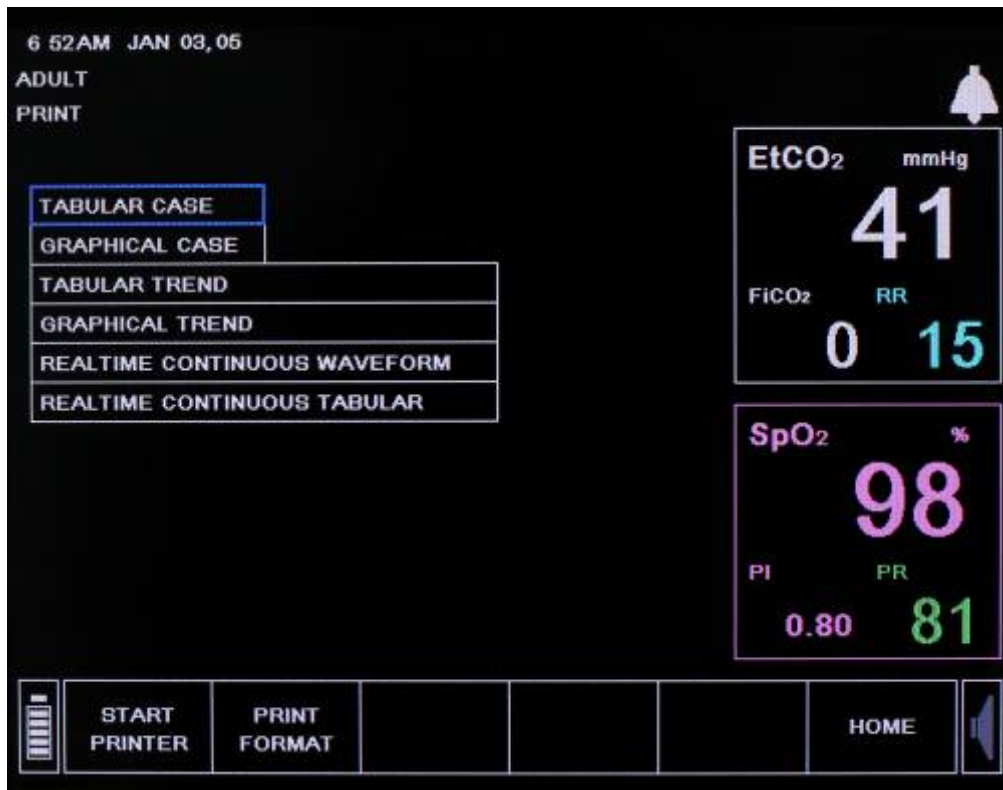 6 52AM JAN 03,05
ADULT
PRINT
TABULAR CASE
GRAPHICAL CASE
TABULAR TREND
GRAPHICAL TREND
REALTIME CONTINUOUS WAVEFORM
REALTIME CONTINUOUS TABULAR
EtCO₂ mmHg
41
FiCO₂ RR
0 15
SpO₂ %
98
PI PR
0.80 81
START PRINTER
PRINT FORMAT
HOME